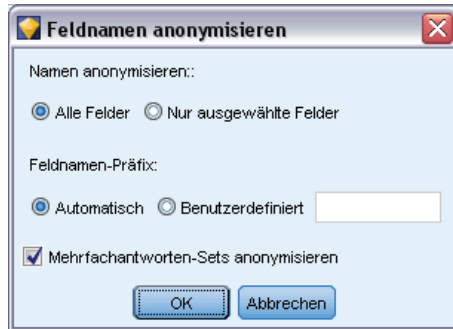 Feldnamen anonymisieren
Namen anonymisieren::
Alle Felder Nur ausgewählte Felder
Feldnamen-Präfix:
Automatisch Benutzerdefiniert
Mehrfachantworten-Sets anonymisieren
OK Abbrechen